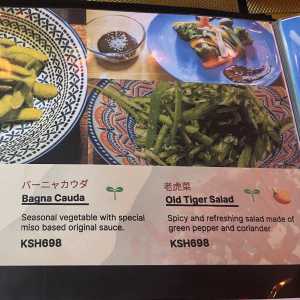 バーニャカウダ
Bagna Cauda
Seasonal vegetable with special
miso based original sauce.
KSH698
老虎菜
Old Tiger Salad
Spicy and refreshing salad made of
green pepper and coriander
KSH698